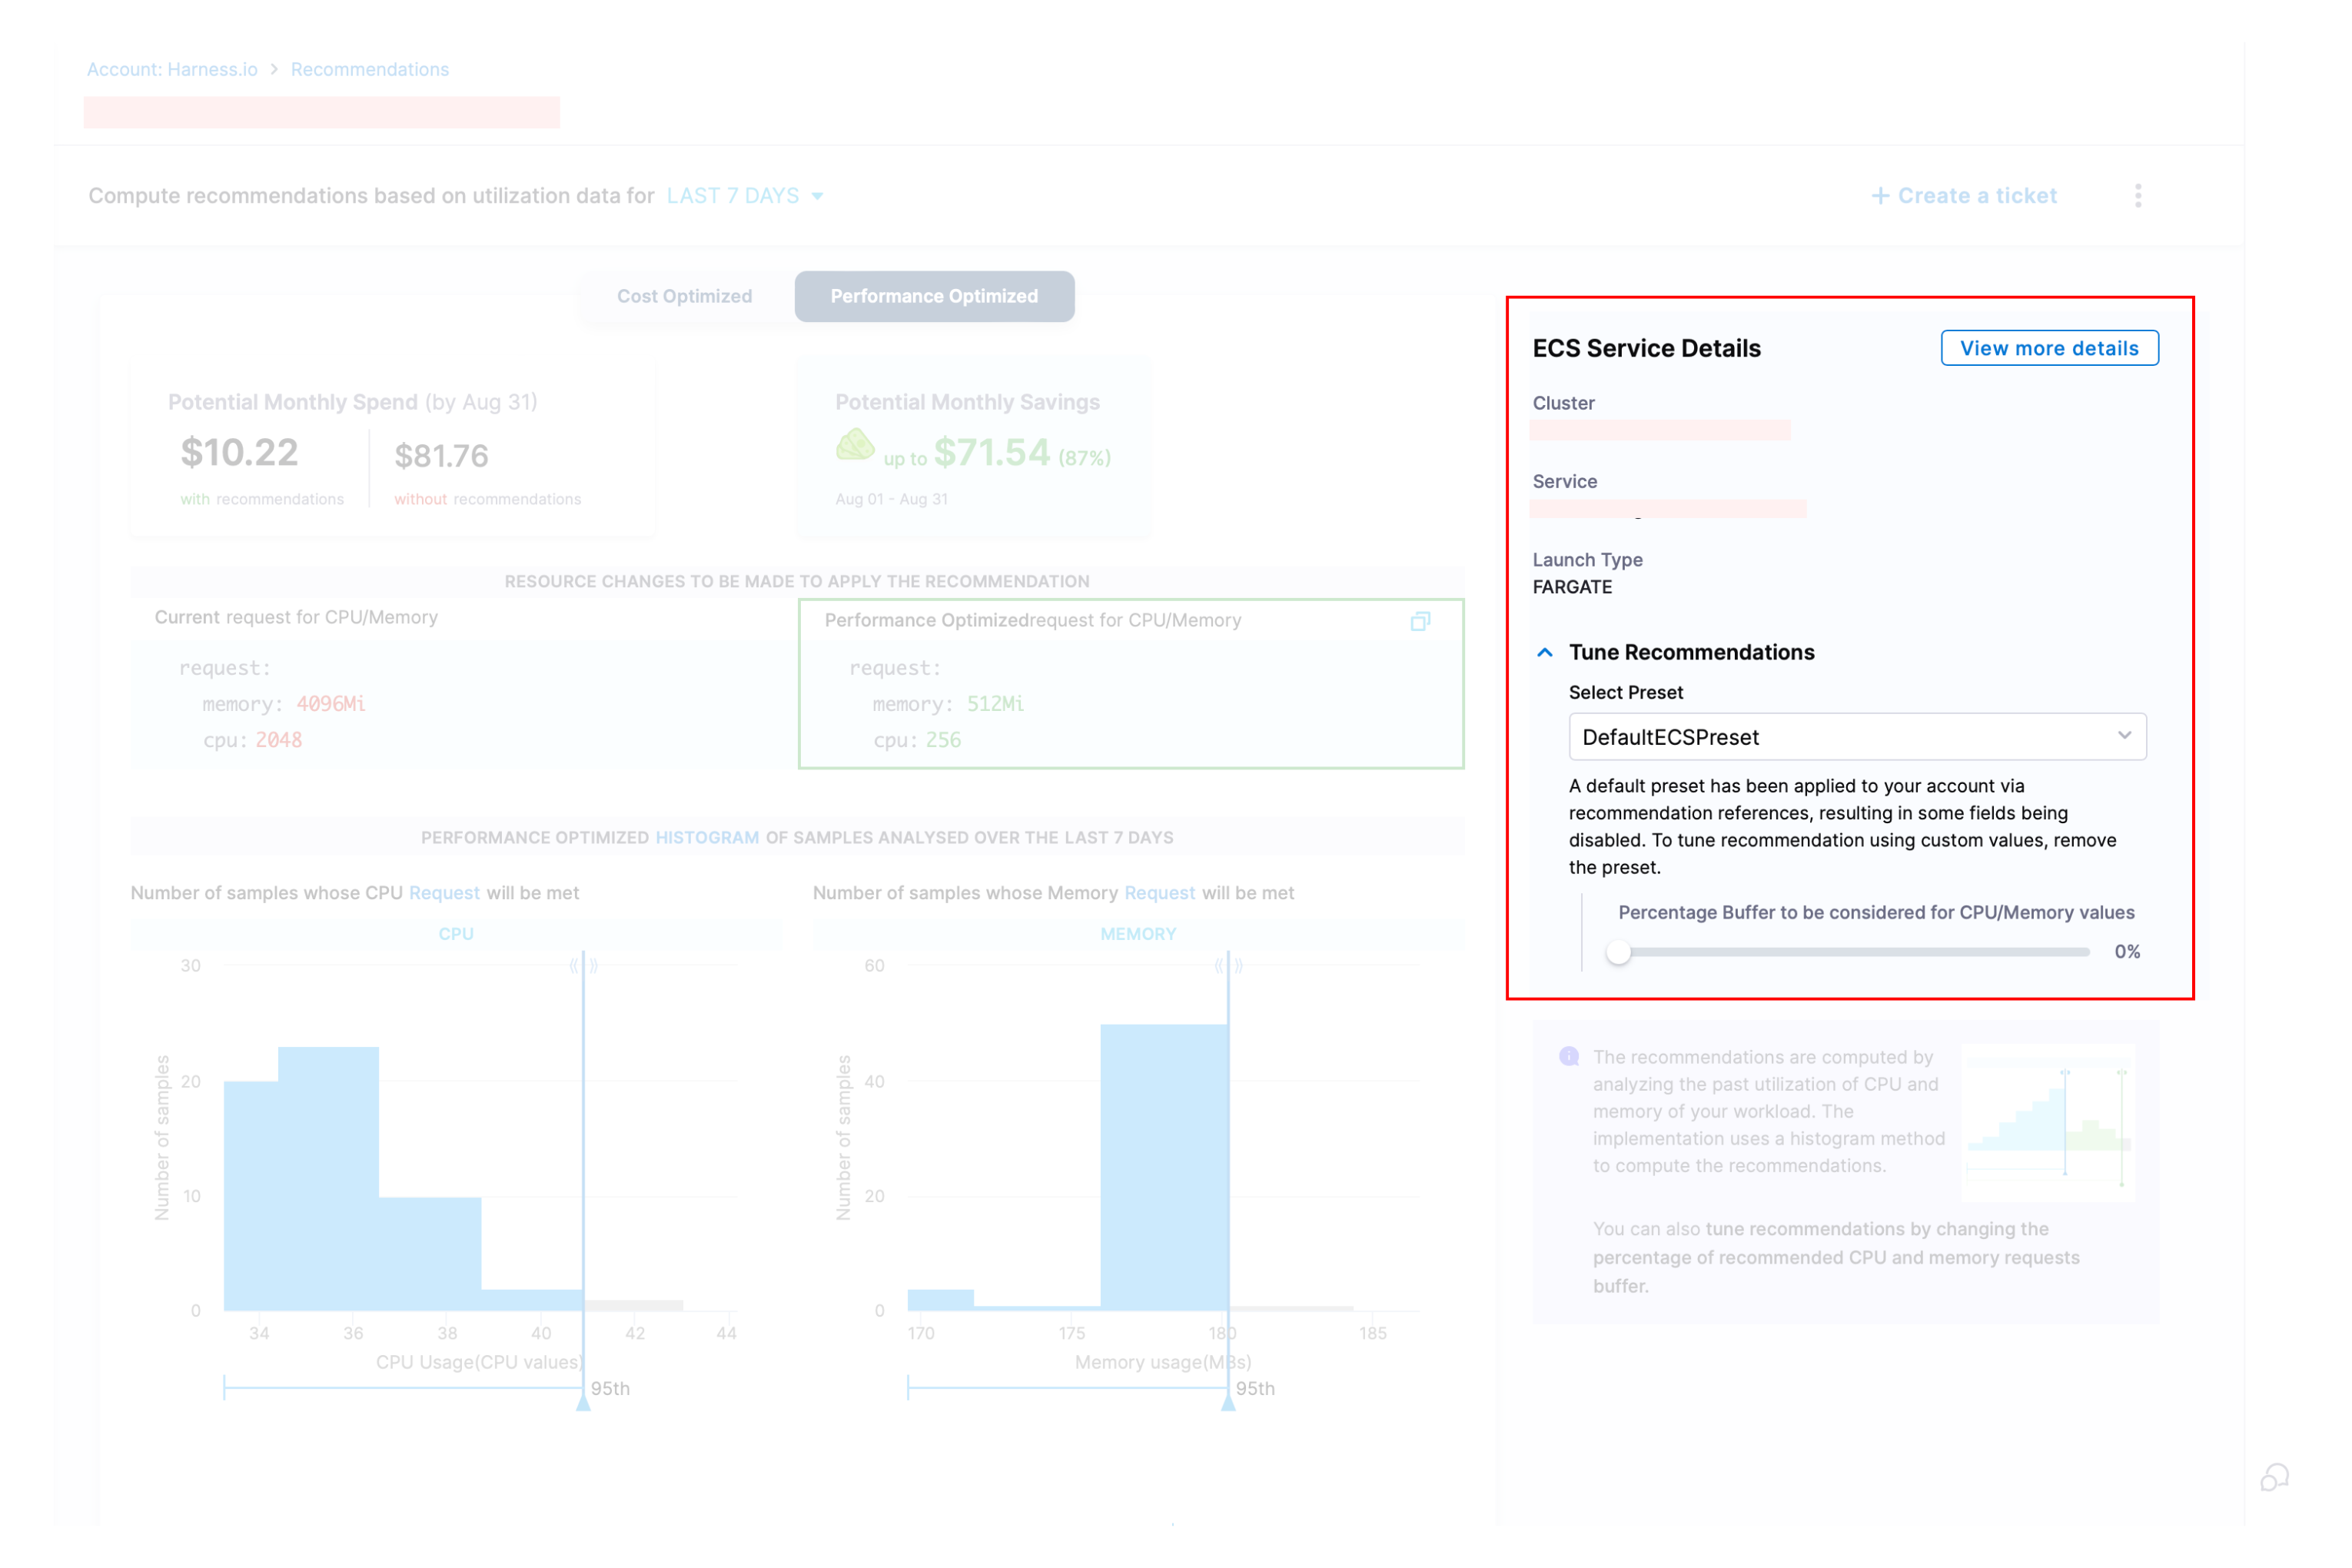 Account: Harness.io > Recommendations
Compute recommendations based on utilization data for LAST 7 DAYS
+ Create a ticket
Cost Optimized
Performance Optimized
Potential Monthly Spend (by Aug 31)
$10.22
with recommendations
$81.76
without recommendations
Potential Monthly Savings
up to $71.54 (87%)
Aug 01 - Aug 31
RESOURCE CHANGES TO BE MADE TO APPLY THE RECOMMENDATION
Current request for CPU/Memory
request:
memory: 4096Mi
cpu: 2048
Performance Optimizedrequest for CPU/Memory
request:
memory: 512Mi
cpu: 256
PERFORMANCE OPTIMIZED HISTOGRAM OF SAMPLES ANALYSED OVER THE LAST 7 DAYS
Number of samples whose CPU Request will be met
CPU
Number of samples
30
20
10
0
34 36 38 40 42 44
CPU Usage(CPU values)
95th
Number of samples whose Memory Request will be met
MEMORY
Number of samples
60
40
20
0
170 175 180 185
Memory usage(MBs)
95th
ECS Service Details
View more details
Cluster
Service
Launch Type
FARGATE
Tune Recommendations
Select Preset
DefaultECSPreset
A default preset has been applied to your account via
recommendation references, resulting in some fields being
disabled. To tune recommendation using custom values, remove
the preset.
Percentage Buffer to be considered for CPU/Memory values
0%
The recommendations are computed by
analyzing the past utilization of CPU and
memory of your workload. The
implementation uses a histogram method
to compute the recommendations.
You can also tune recommendations by changing the
percentage of recommended CPU and memory requests
buffer.